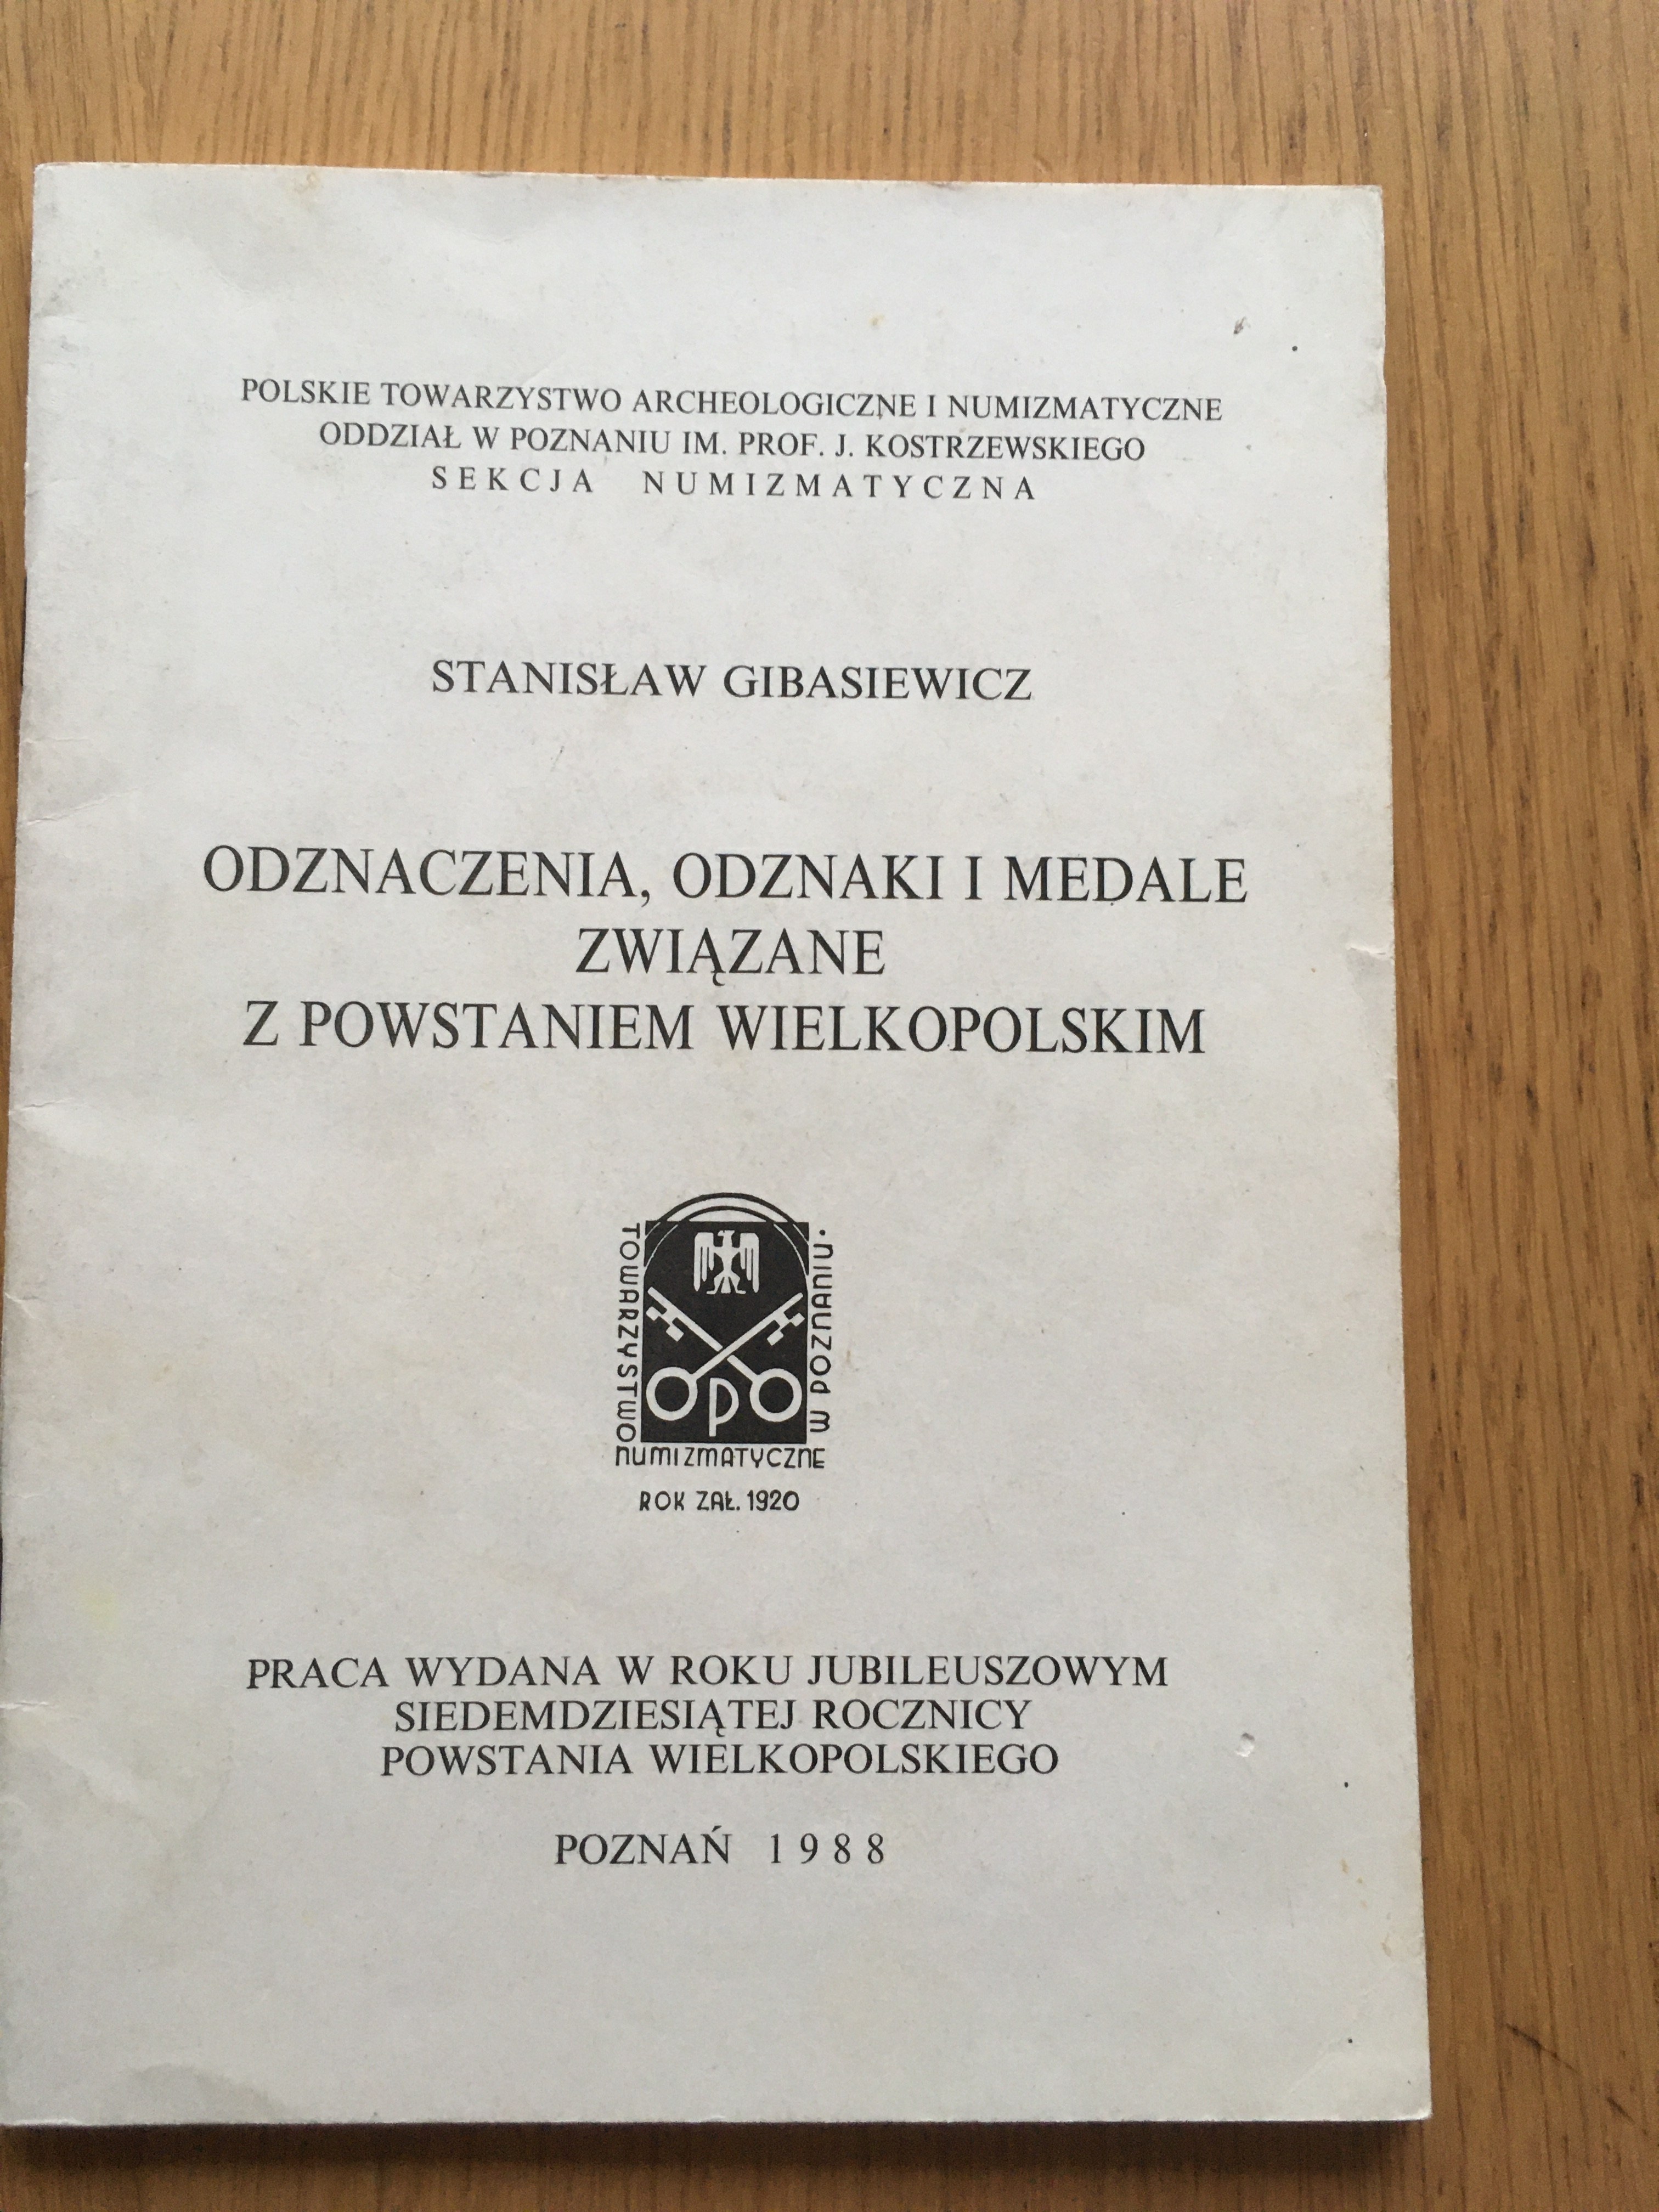 POLSKIE TOWARZYSTWO ARCHEOLOGICZNE I NUMIZMATYCZNE
ODDZIAŁ W POZNANIU IM. PROF. J. KOSTRZEWSKIEGO
SEKCJA NUMIZMATYCZNA
STANISŁAW GIBASIEWICZ
ODZNACZENIA, ODZNAKI I MEDALE
ZWIĄZANE
Z POWSTANIEM WIELKOPOLSKIM
TOWARZYSTWO
NUMIZMATYCZNE
W POZNANIU.
P
ROK ZAŁ. 1920
PRACA WYDANA W ROKU JUBILEUSZOWYM
SIEDEMDZIESIĄTEJ ROCZNICY
POWSTANIA WIELKOPOLSKIEGO
POZNAŃ 1988